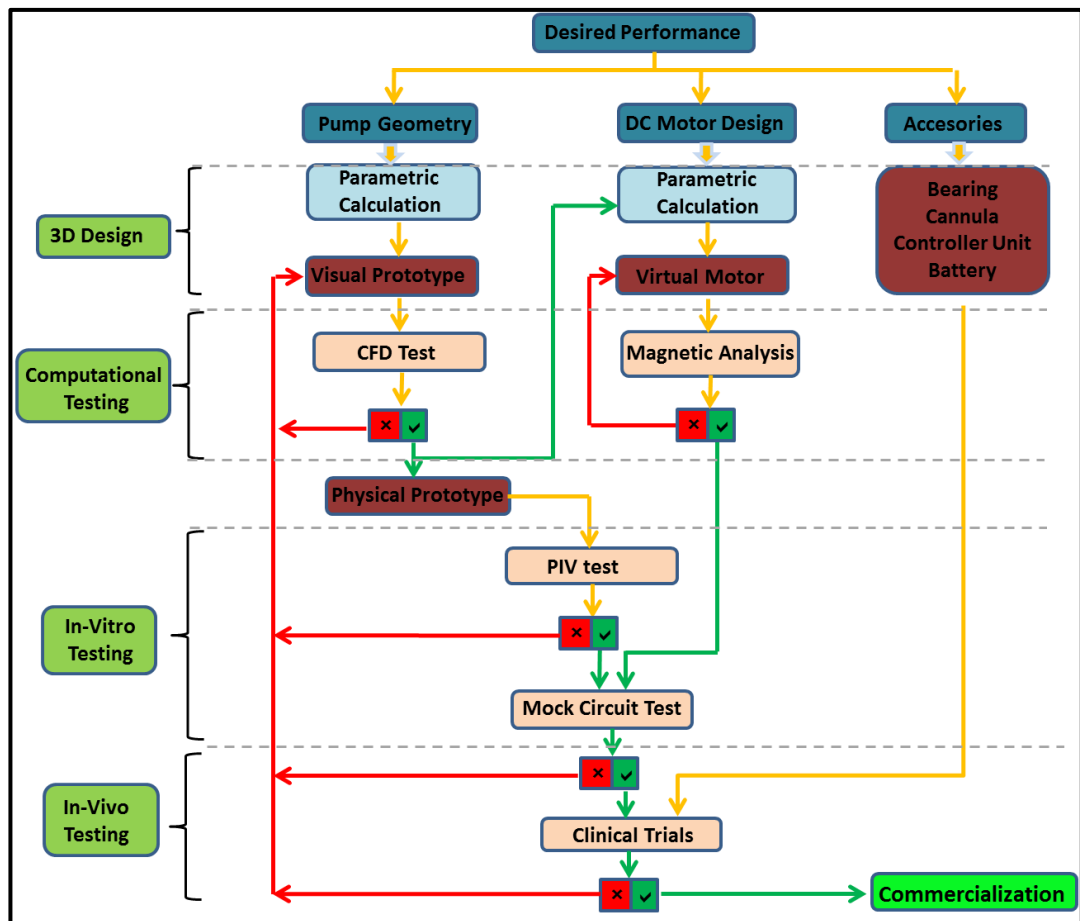 Desired Performance
Pump Geometry
DC Motor Design
Accesories
Parametric
Calculation
Parametric
Calculation
Bearing
Cannula
Controller Unit
Battery
3D Design
Visual Prototype
Virtual Motor
CFD Test
Magnetic Analysis
Computational
Testing
× ✓
× ✓
Physical Prototype
PIV test
In-Vitro
Testing
× ✓
Mock Circuit Test
× ✓
In-Vivo
Testing
Clinical Trials
× ✓
Commercialization